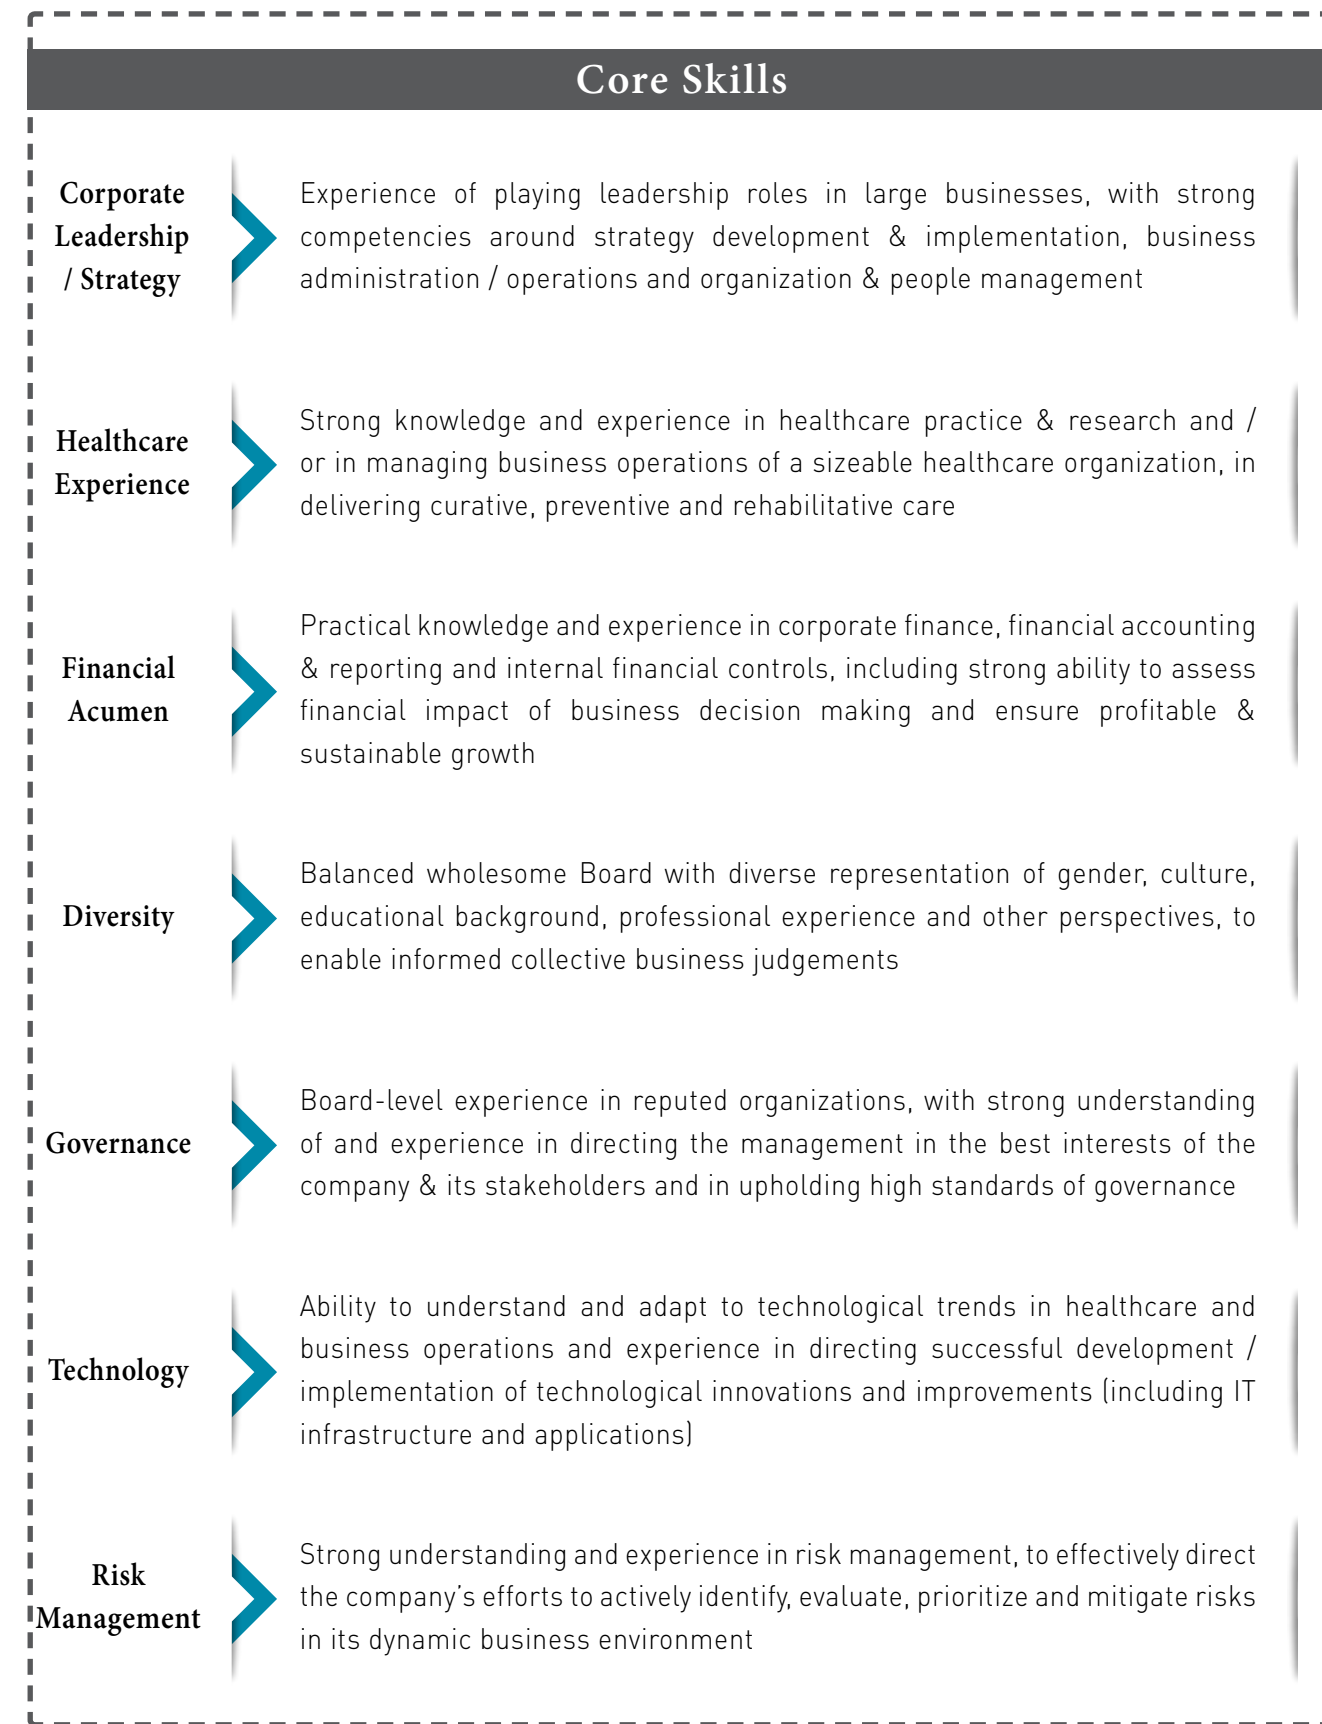 Core Skills
Corporate
Leadership
/ Strategy
Experience of playing leadership roles in large businesses, with strong
competencies around strategy development & implementation, business
administration / operations and organization & people management
Healthcare
Experience
Strong knowledge and experience in healthcare practice & research and /
or in managing business operations of a sizeable healthcare organization, in
delivering curative, preventive and rehabilitative care
Financial
Acumen
Practical knowledge and experience in corporate finance, financial accounting
& reporting and internal financial controls, including strong ability to assess
financial impact of business decision making and ensure profitable &
sustainable growth
Diversity
Balanced wholesome Board with diverse representation of gender, culture,
educational background, professional experience and other perspectives, to
enable informed collective business judgements
Governance
Board-level experience in reputed organizations, with strong understanding
of and experience in directing the management in the best interests of the
company & its stakeholders and in upholding high standards of governance
Technology
Ability to understand and adapt to technological trends in healthcare and
business operations and experience in directing successful development /
implementation of technological innovations and improvements (including IT
infrastructure and applications)
Risk
Management
Strong understanding and experience in risk management, to effectively direct
the company's efforts to actively identify, evaluate, prioritize and mitigate risks
in its dynamic business environment